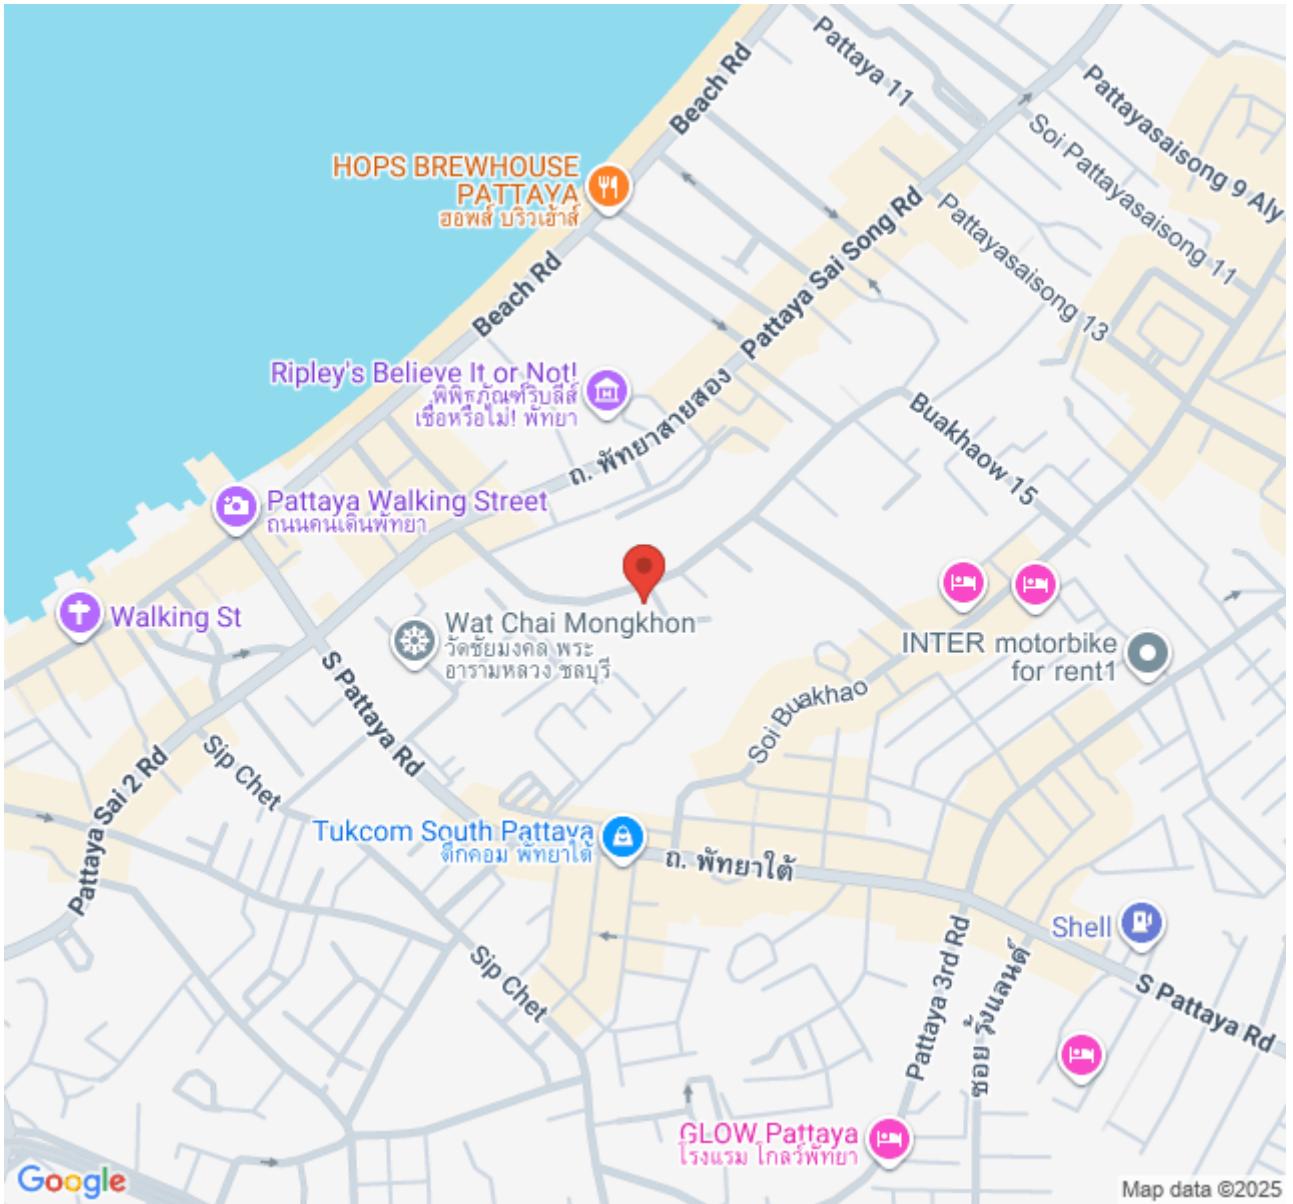 Pattaya 11
Beach Rd
Pattayasaisong 9 Aly
Soi Pattayasaisong 11
HOPS BREWHOUSE
PATTAYA
ฮอพส์ บริวเฮ้าส์
Pattaya Sai Song Rd
Pattayasaisong 13
Beach Rd
Ripley's Believe It or Not!
พิพิธภัณฑ์ริบลีส์
เชื่อหรือไม่! พัทยา
ถ. พัทยาสายสอง
Buakhaow 15
Pattaya Walking Street
ถนนคนเดินพัทยา
Walking St
Wat Chai Mongkhon
วัดชัยมงคล พระ
อารามหลวง ชลบุรี
INTER motorbike
for rent1
S Pattaya Rd
Soi Buakhao
Sip Chet
Pattaya Sai 2 Rd
Tukcom South Pattaya
ตึกคอม พัทยาใต้
ถ. พัทยาใต้
Shell
Sip Chet
Pattaya 3rd Rd
ซอย รุ้งแลนด์
S Pattaya Rd
GLOW Pattaya
โรงแรม โกลว์พัทยา
Google
Map data ©2025